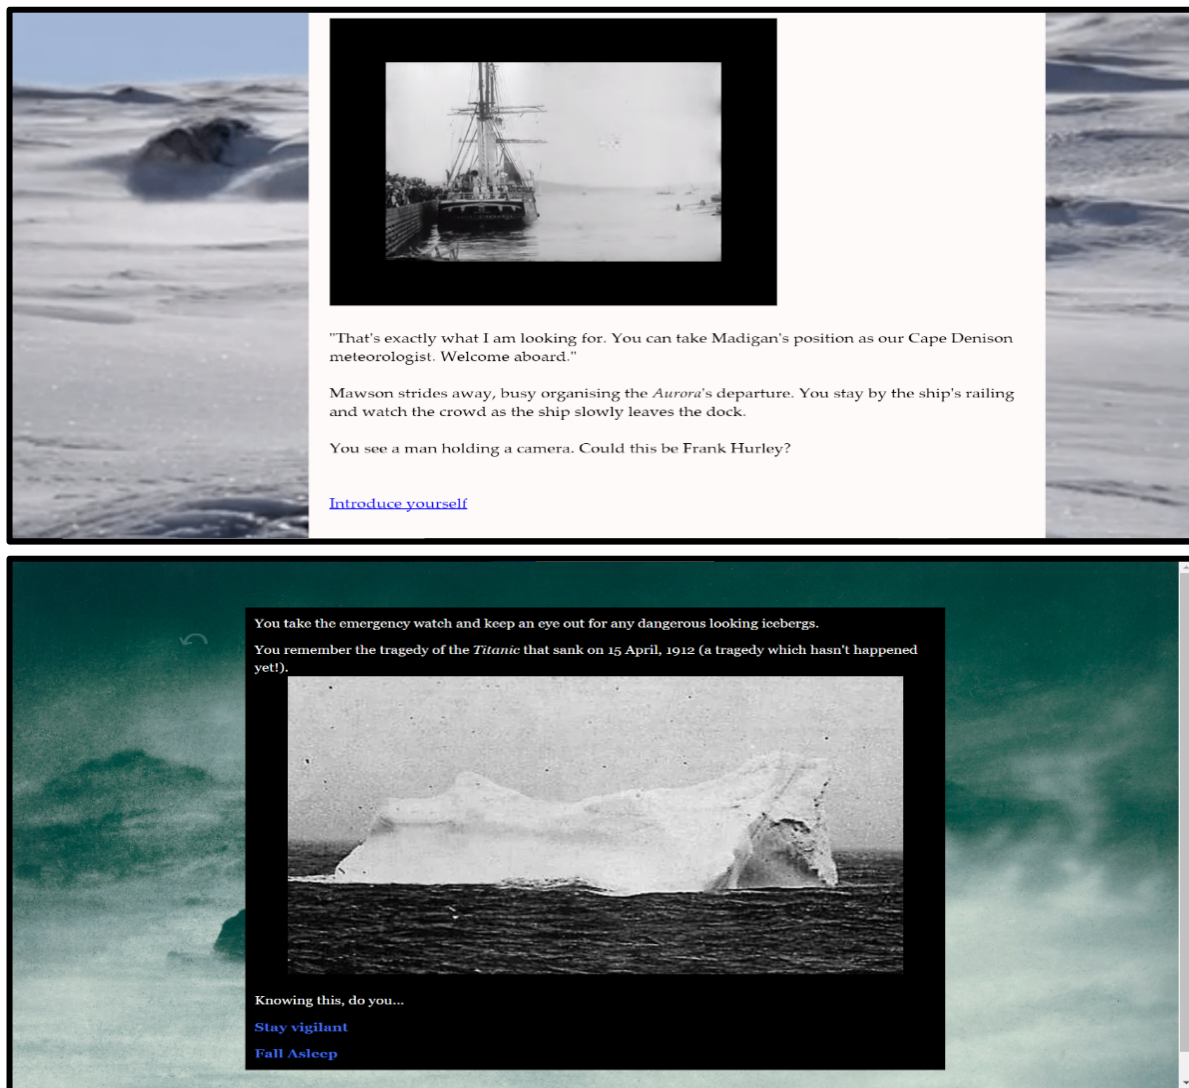 "That's exactly what I am looking for. You can take Madigan's position as our Cape Denison
meteorologist. Welcome aboard."
Mawson strides away, busy organising the Aurora's departure. You stay by the ship's railing
and watch the crowd as the ship slowly leaves the dock.
You see a man holding a camera. Could this be Frank Hurley?
Introduce yourself
You take the emergency watch and keep an eye out for any dangerous looking icebergs.
You remember the tragedy of the Titanic that sank on 15 April, 1912 (a tragedy which hasn't happened
yet!).
Knowing this, do you...
Stay vigilant
Fall Asleep